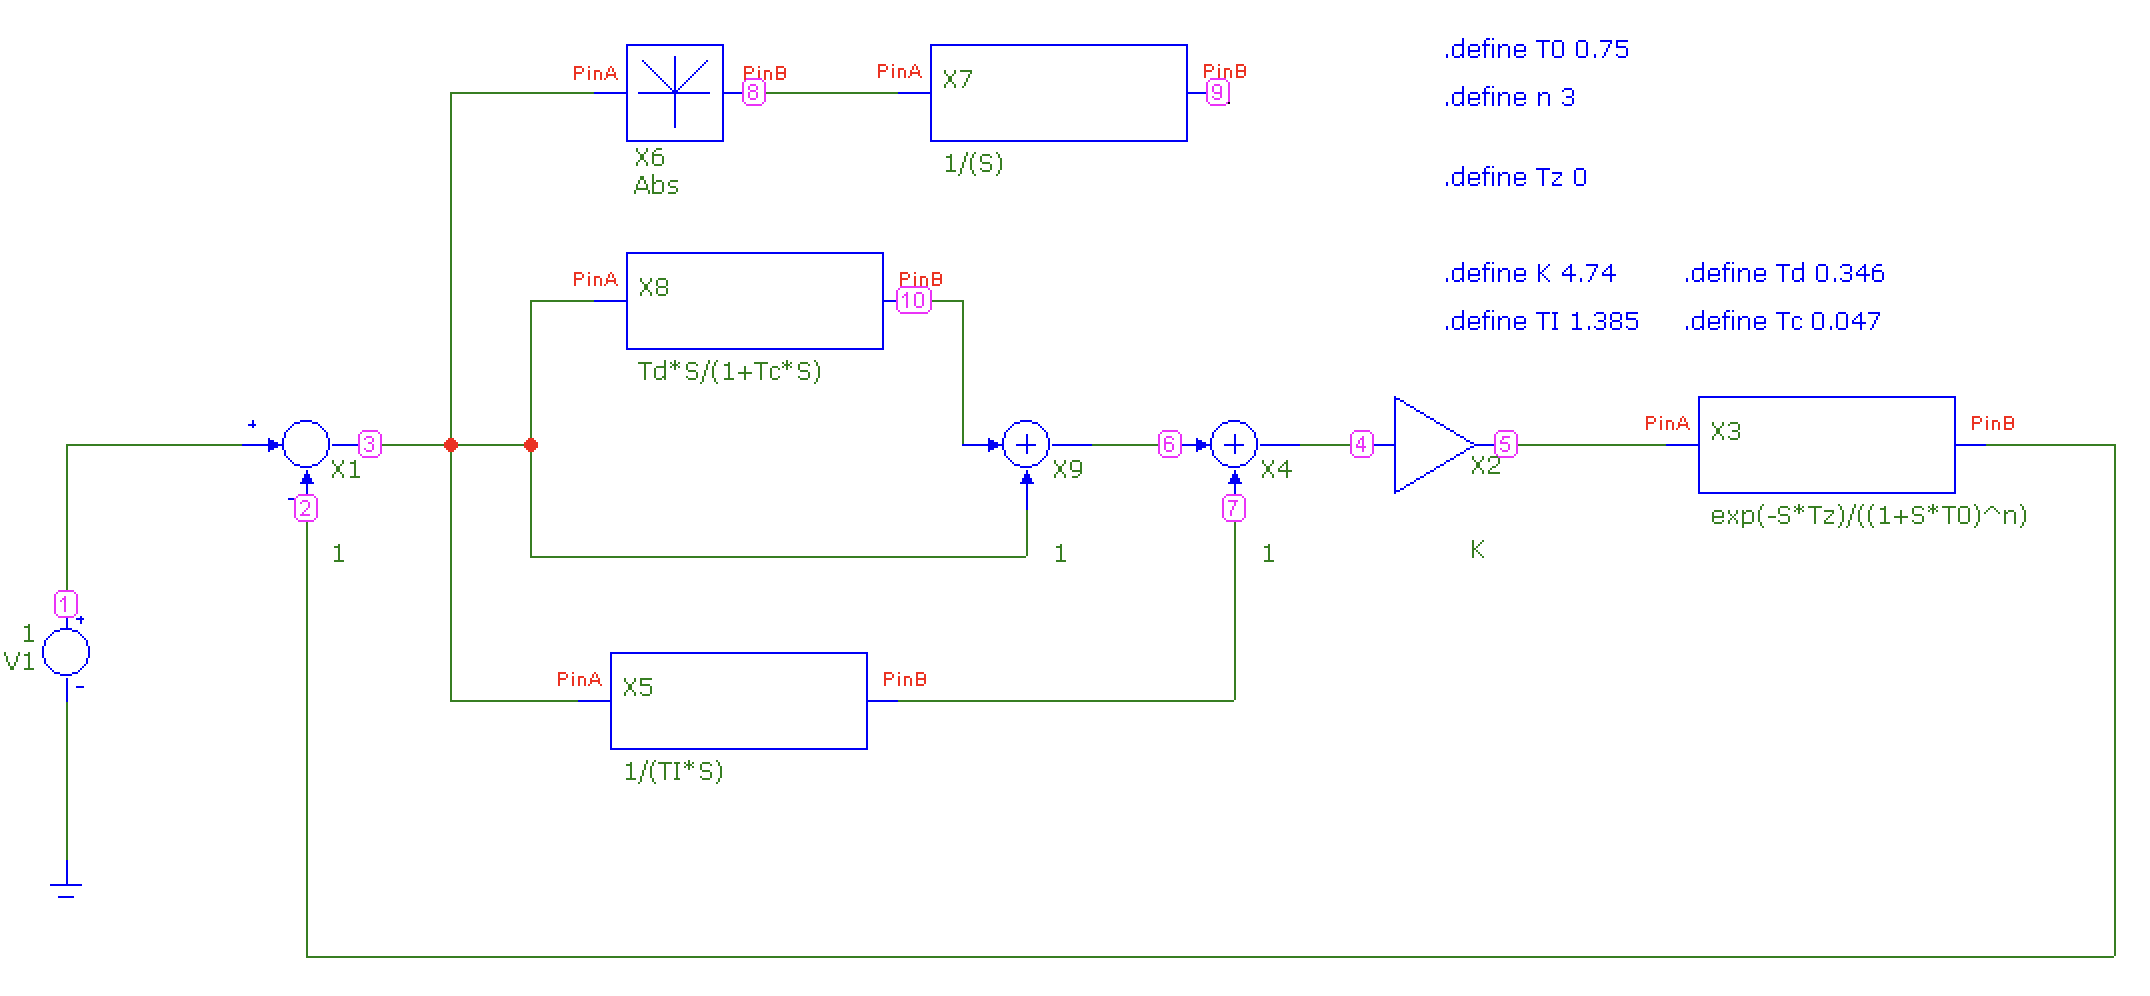 .define T0 0.75
PinA
PinB
8
PinA
X7
PinB
9
.define n 3
X6
Abs
1/(S)
.define Tz 0
PinA
X8
PinB
10
.define K 4.74
.define Td 0.346
.define TI 1.385
.define Tc 0.047
Td*S/(1+Tc*S)
+
3
X1
-
2
1
+
X9
1
6
+
X4
7
1
4
X2
5
K
PinA
X3
PinB
exp(-S*Tz)/((1+S*T0)^n)
1
+
1
V1
-
PinA
X5
PinB
1/(TI*S)